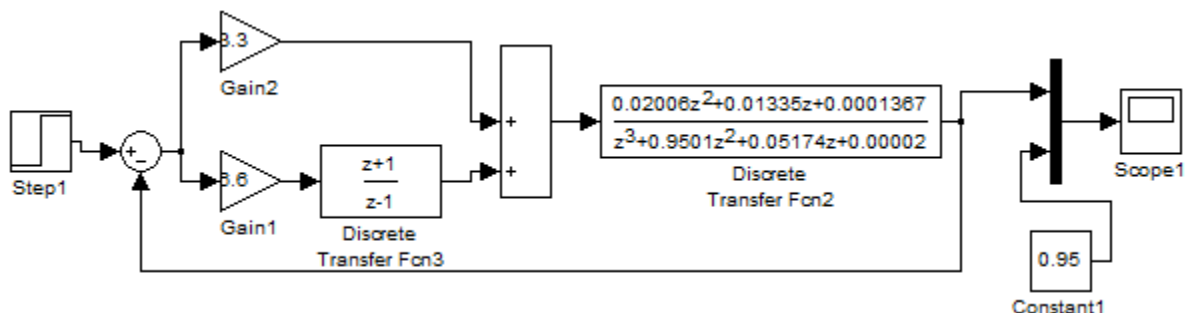 Gain2
0.02006z²+0.01335z+0.0001367
z³+0.9501z²+0.05174z+0.00002
Discrete
Transfer Fcn2
Step1
+
−
+
+
Gain1
z+1
z-1
Discrete
Transfer Fcn3
Scope1
0.95
Constant1